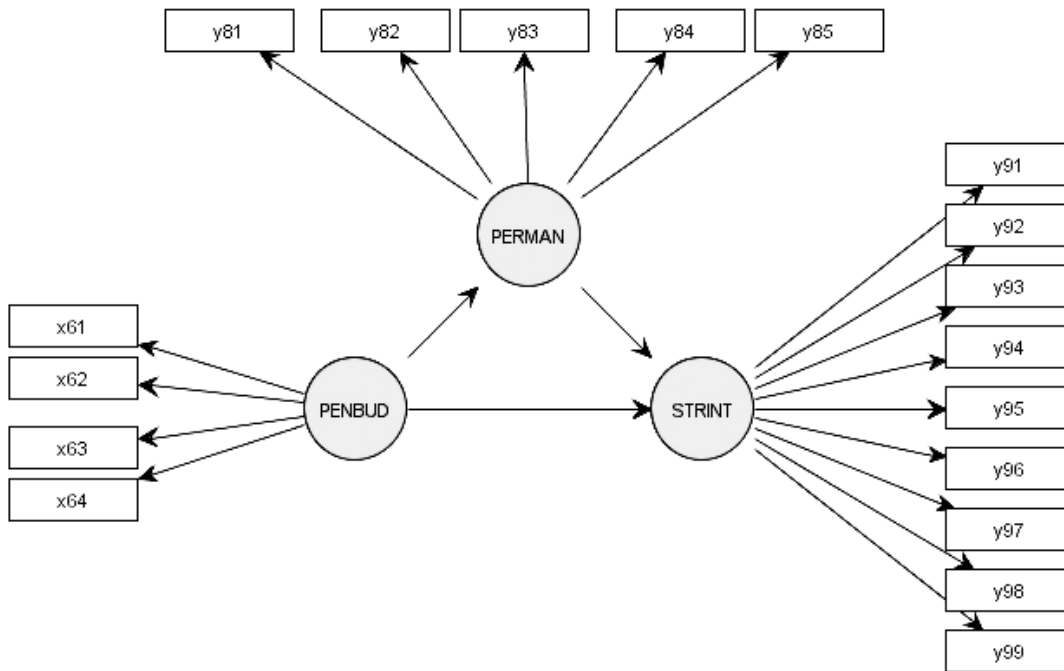 y81
y82
y83
y84
y85
y91
y92
y93
y94
y95
y96
y97
y98
y99
PERMAN
x61
x62
x63
x64
PENBUD
STRINT